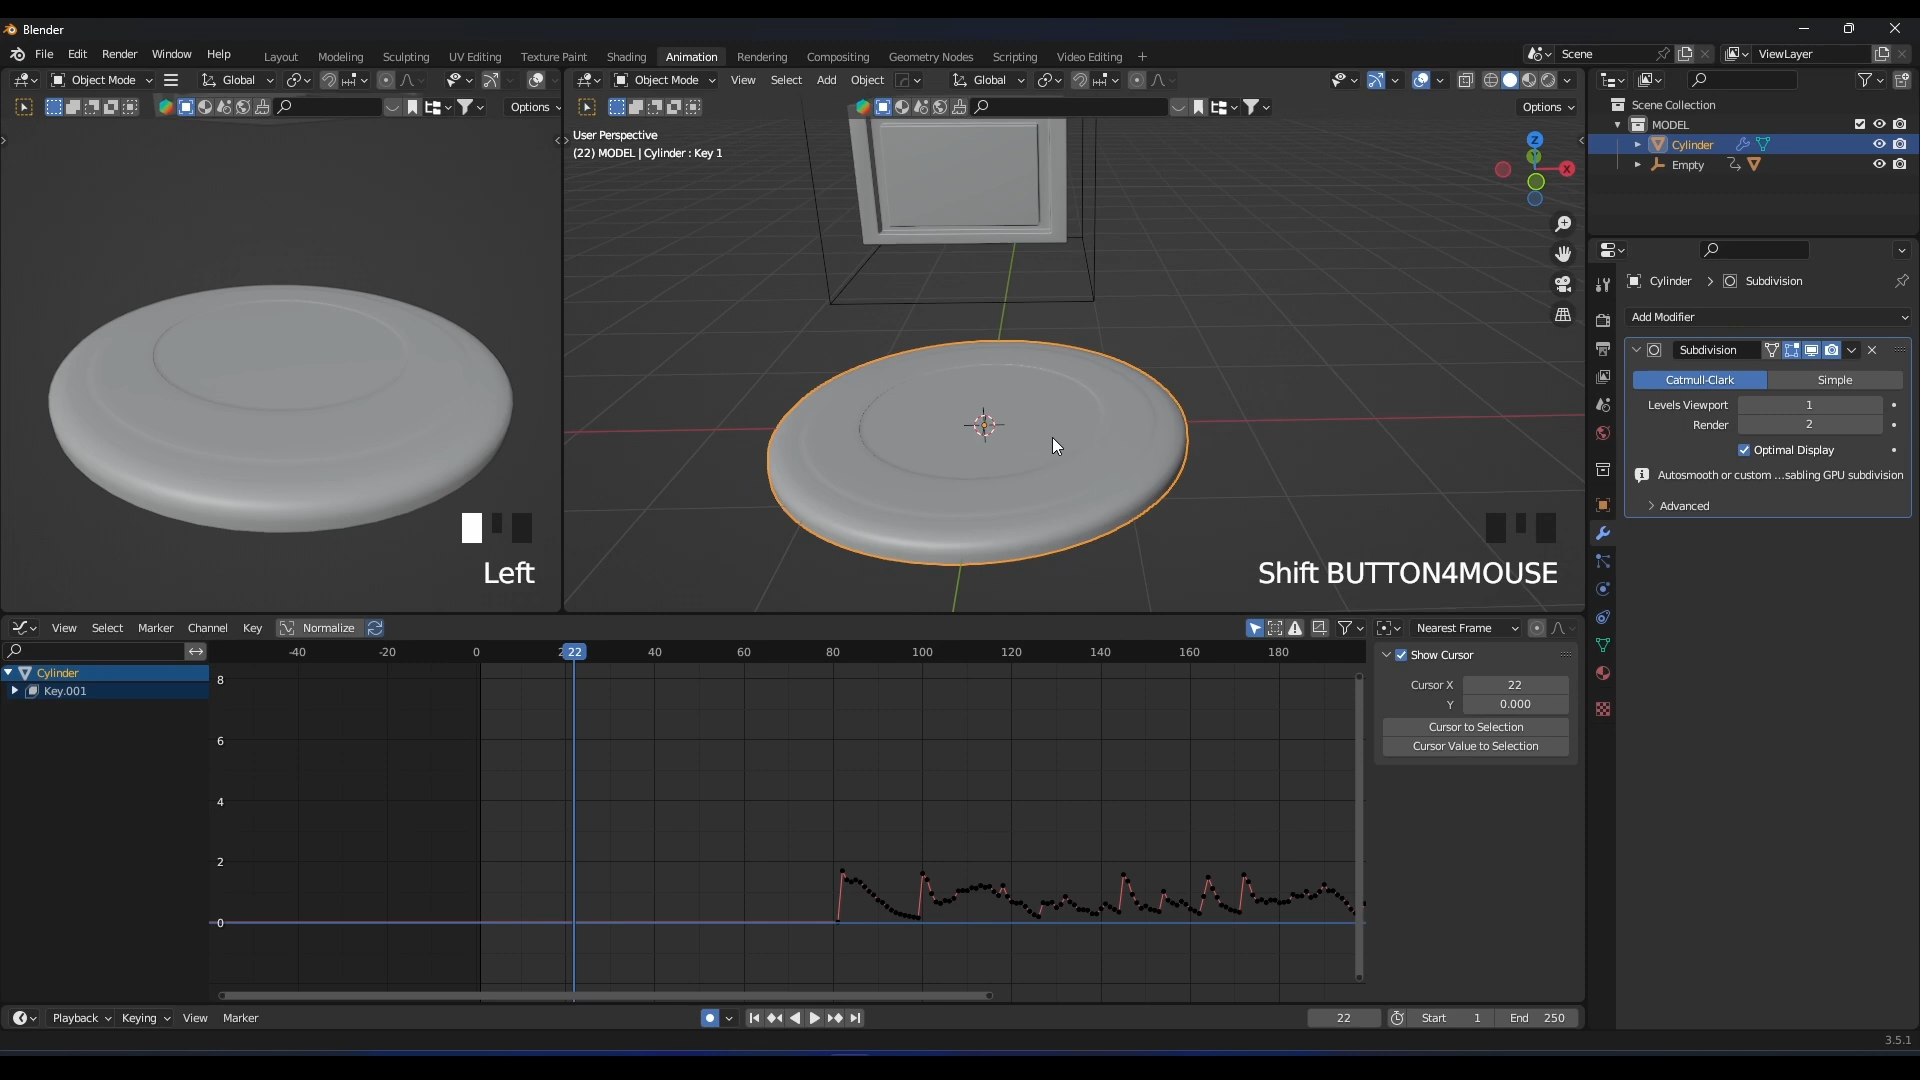 Blender
File Edit Render Window Help
Layout Modeling Sculpting UV Editing Texture Paint Shading Animation Rendering Compositing Geometry Nodes Scripting Video Editing +
Scene
ViewLayer
Object Mode
Global
Object Mode
View Select Add Object
Global
Options
Options
User Perspective
(22) MODEL | Cylinder : Key 1
Z
Y
X
Left
Shift BUTTON4MOUSE
Scene Collection
MODEL
Cylinder
Empty
Cylinder > Subdivision
Add Modifier
Subdivision
Catmull-Clark Simple
Levels Viewport 1
Render 2
Optimal Display
Autosmooth or custom ...sabling GPU subdivision
Advanced
View Select Marker Channel Key Normalize
Nearest Frame
-40 -20 0 2 22 40 60 80 100 120 140 160 180
Cylinder
Key.001
8
6
4
2
0
Show Cursor
Cursor X 22
Y 0.000
Cursor to Selection
Cursor Value to Selection
Playback Keying View Marker
22
Start 1
End 250
3.5.1